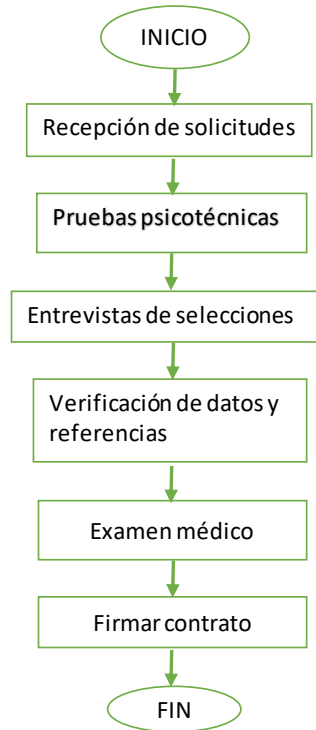 INICIO
Recepción de solicitudes
Pruebas psicotécnicas
Entrevistas de selecciones
Verificación de datos y
referencias
Examen médico
Firmar contrato
FIN